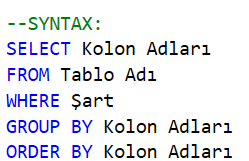 --SYNTAX:
SELECT Kolon Adları
FROM Tablo Adı
WHERE Şart
GROUP BY Kolon Adları
ORDER BY Kolon Adları